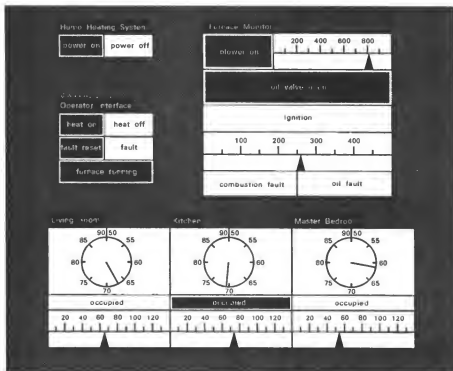 Home Heating System
power on power off
Operator Interface
heat on heat off
fault reset fault
furnace running
Furnace Monitor
200 400 600 800
blower on
oil valve
Ignition
100 200 300 400
combustion fault oil fault
Living room
90 50
85 55
80 60
75 65
70
occupied
20 40 60 80 100 120
Kitchen
90 50
85 55
80 60
75 65
70
occupied
20 40 60 80 100 120
Master Bedroo
90 50
85 55
80 60
75 65
70
occupied
20 40 60 80 100 120